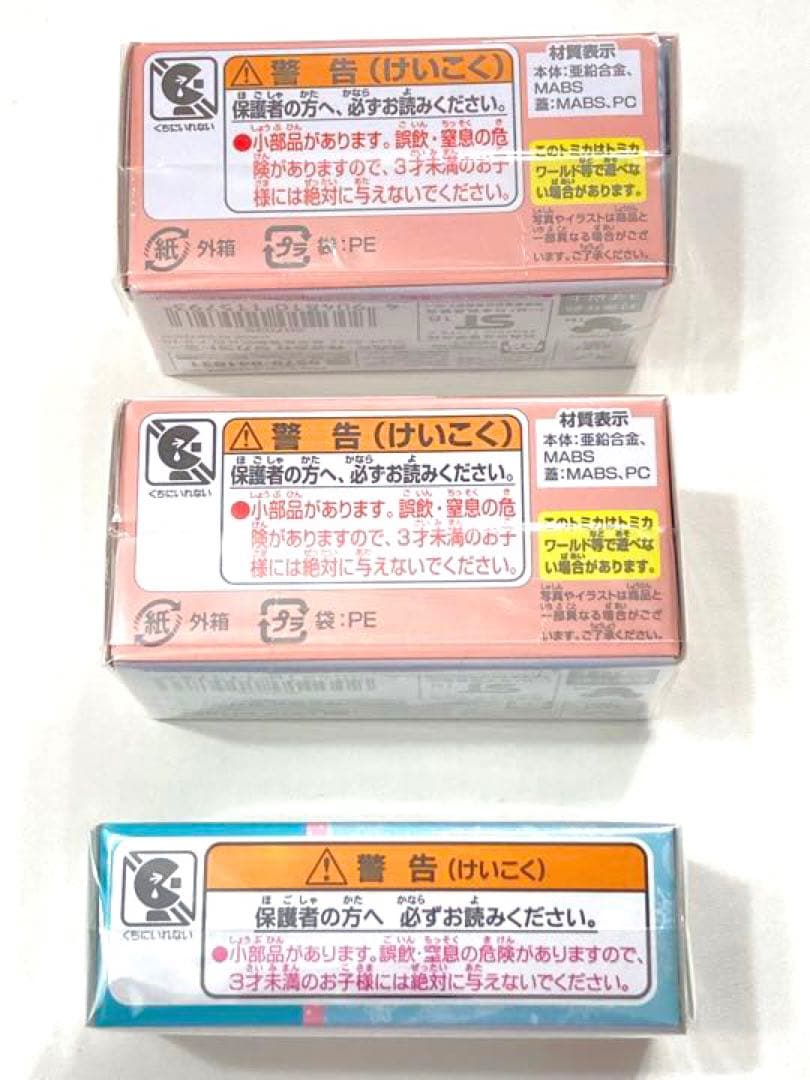 くちにいれない
警告(けいこく)
保護者の方へ、必ずお読みください。
●小部品があります。誤飲・窒息の危
険がありますので、3才未満のお子
様には絶対に与えないでください。
材質表示
本体:亜鉛合金、
MABS
蓋:MABS、PC
このトミカはトミカ
ワールド等で遊べな
い場合があります。
写真やイラストは商品と
一部異なる場合がござ
います。ご了承ください。
紙 外箱
プラ 袋:PE
ST
くちにいれない
警告(けいこく)
保護者の方へ、必ずお読みください。
●小部品があります。誤飲・窒息の危
険がありますので、3才未満のお子
様には絶対に与えないでください。
材質表示
本体:亜鉛合金、
MABS
蓋:MABS、PC
このトミカはトミカ
ワールド等で遊べな
い場合があります。
写真やイラストは商品と
一部異なる場合がござ
います。ご了承ください。
紙 外箱
プラ 袋:PE
くちにいれない
警告(けいこく)
保護者の方へ 必ずお読みください。
●小部品があります。誤飲・窒息の危険がありますので、
3才未満のお子様には絶対に与えないでください。